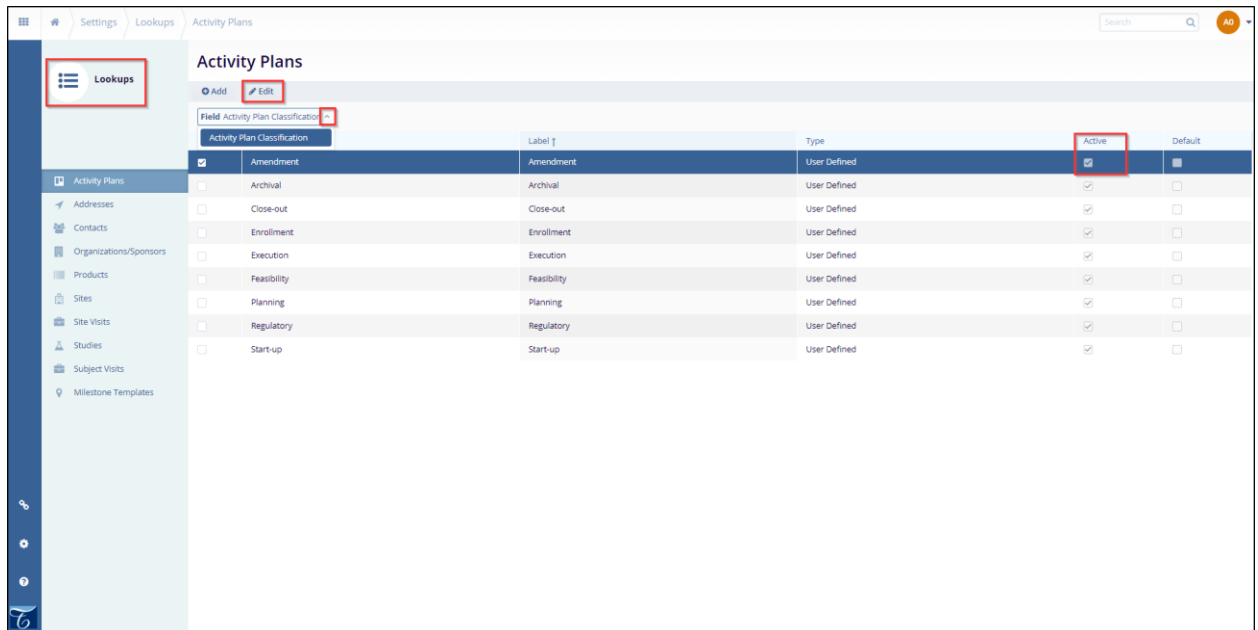 Settings Lookups Activity Plans Search AO
Lookups
Activity Plans
Add Edit
Field Activity Plan Classification
Activity Plan Classification
Label ↑ Type Active Default
Amendment Amendment User Defined
Archival Archival User Defined
Close-out Close-out User Defined
Enrollment Enrollment User Defined
Execution Execution User Defined
Feasibility Feasibility User Defined
Planning Planning User Defined
Regulatory Regulatory User Defined
Start-up Start-up User Defined
Activity Plans
Addresses
Contacts
Organizations/Sponsors
Products
Sites
Site Visits
Studies
Subject Visits
Milestone Templates